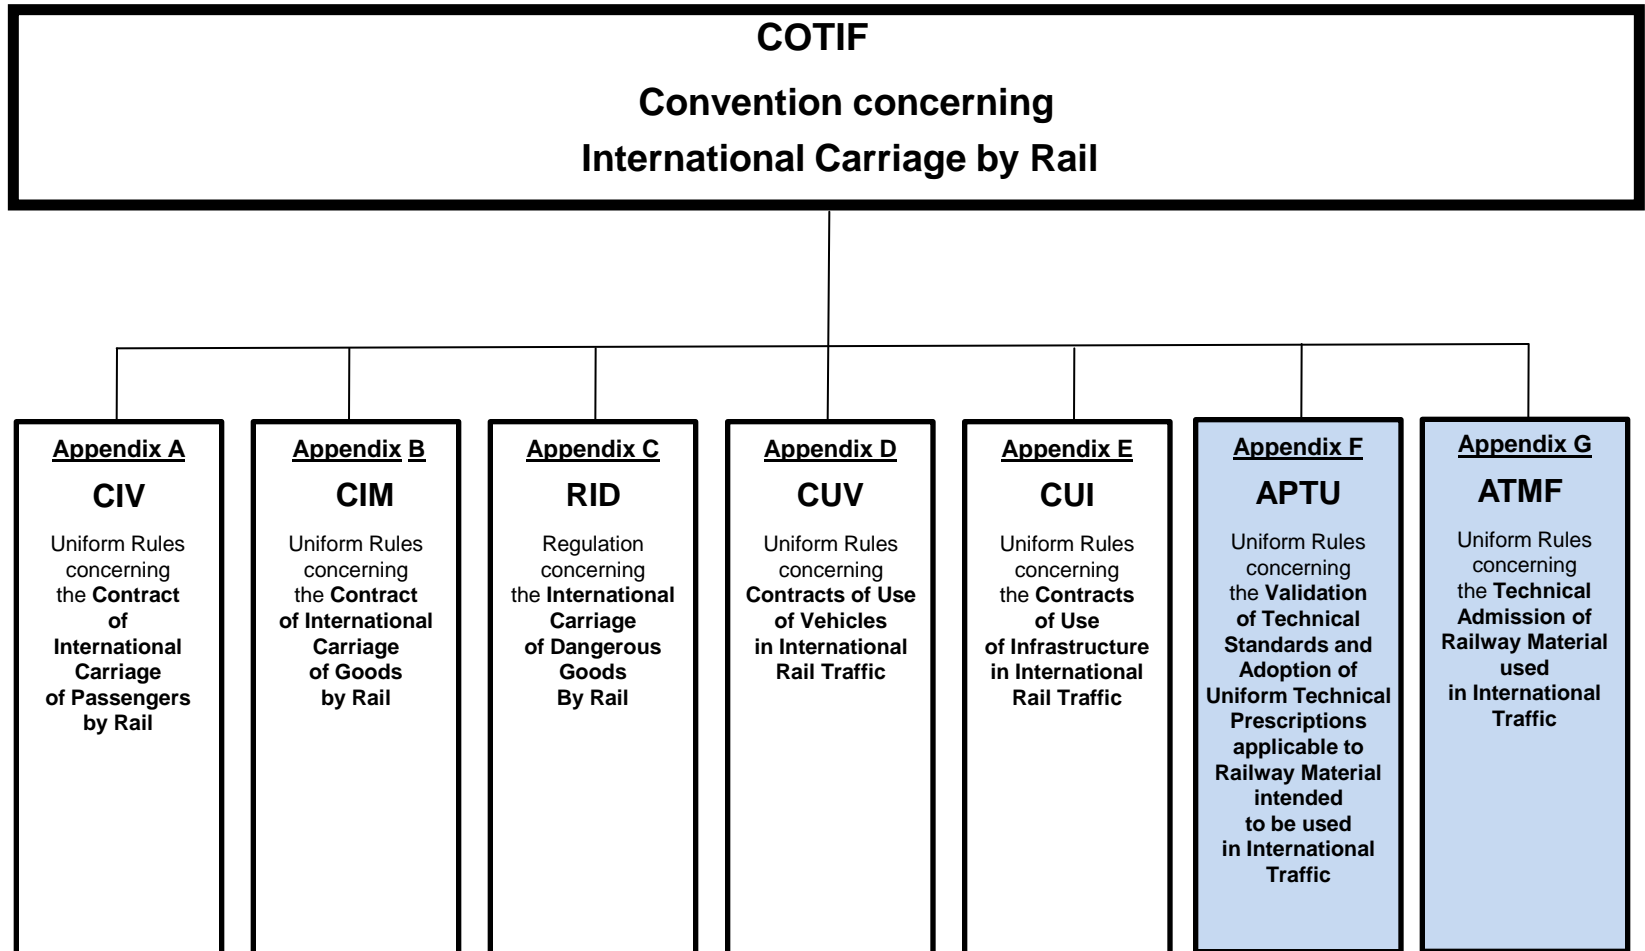 COTIF
Convention concerning
International Carriage by Rail
Appendix A
CIV
Uniform Rules
concerning
the Contract
of
International
Carriage
of Passengers
by Rail
Appendix B
CIM
Uniform Rules
concerning
the Contract
of International
Carriage
of Goods
by Rail
Appendix C
RID
Regulation
concerning
the International
Carriage
of Dangerous
Goods
By Rail
Appendix D
CUV
Uniform Rules
concerning
Contracts of Use
of Vehicles
in International
Rail Traffic
Appendix E
CUI
Uniform Rules
concerning
the Contracts
of Use
of Infrastructure
in International
Rail Traffic
Appendix F
APTU
Uniform Rules
concerning
the Validation
of Technical
Standards and
Adoption of
Uniform Technical
Prescriptions
applicable to
Railway Material
intended
to be used
in International
Traffic
Appendix G
ATMF
Uniform Rules
concerning
the Technical
Admission of
Railway Material
used
in International
Traffic